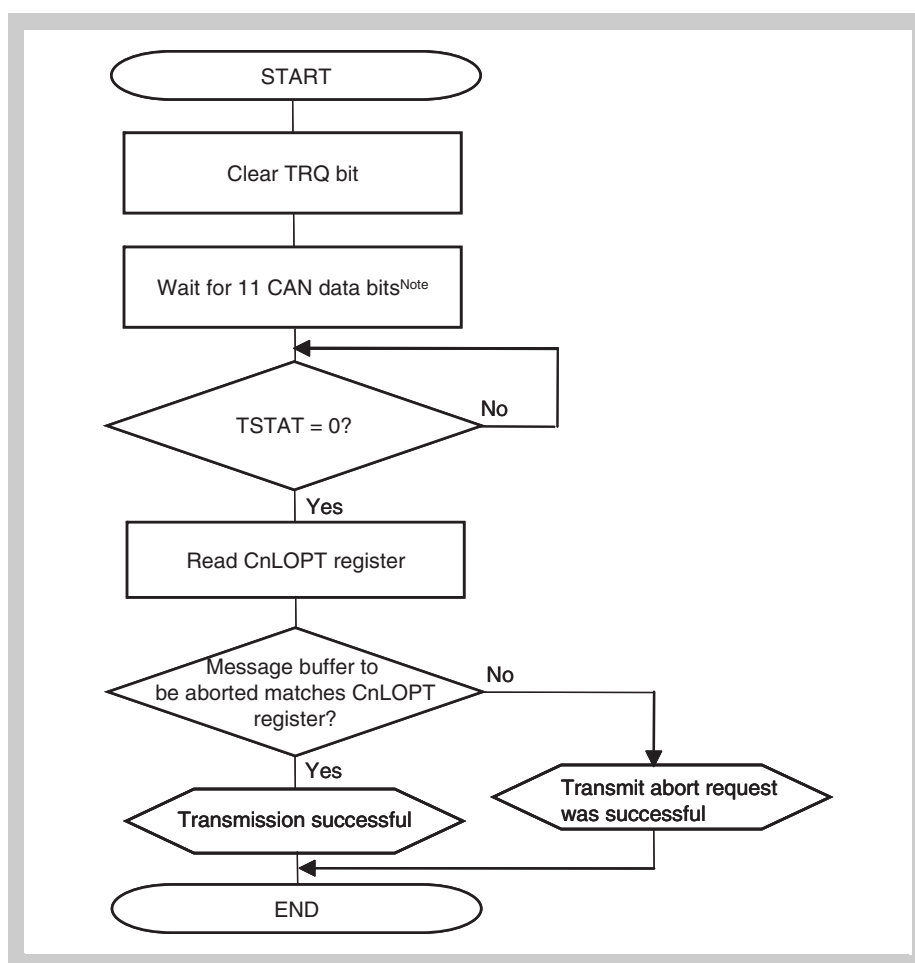 START
Clear TRQ bit
Wait for 11 CAN data bitsNote
TSTAT = 0?
No
Yes
Read CnLOPT register
Message buffer to
be aborted matches CnLOPT
register?
No
Yes
Transmission successful
Transmit abort request
was successful
END